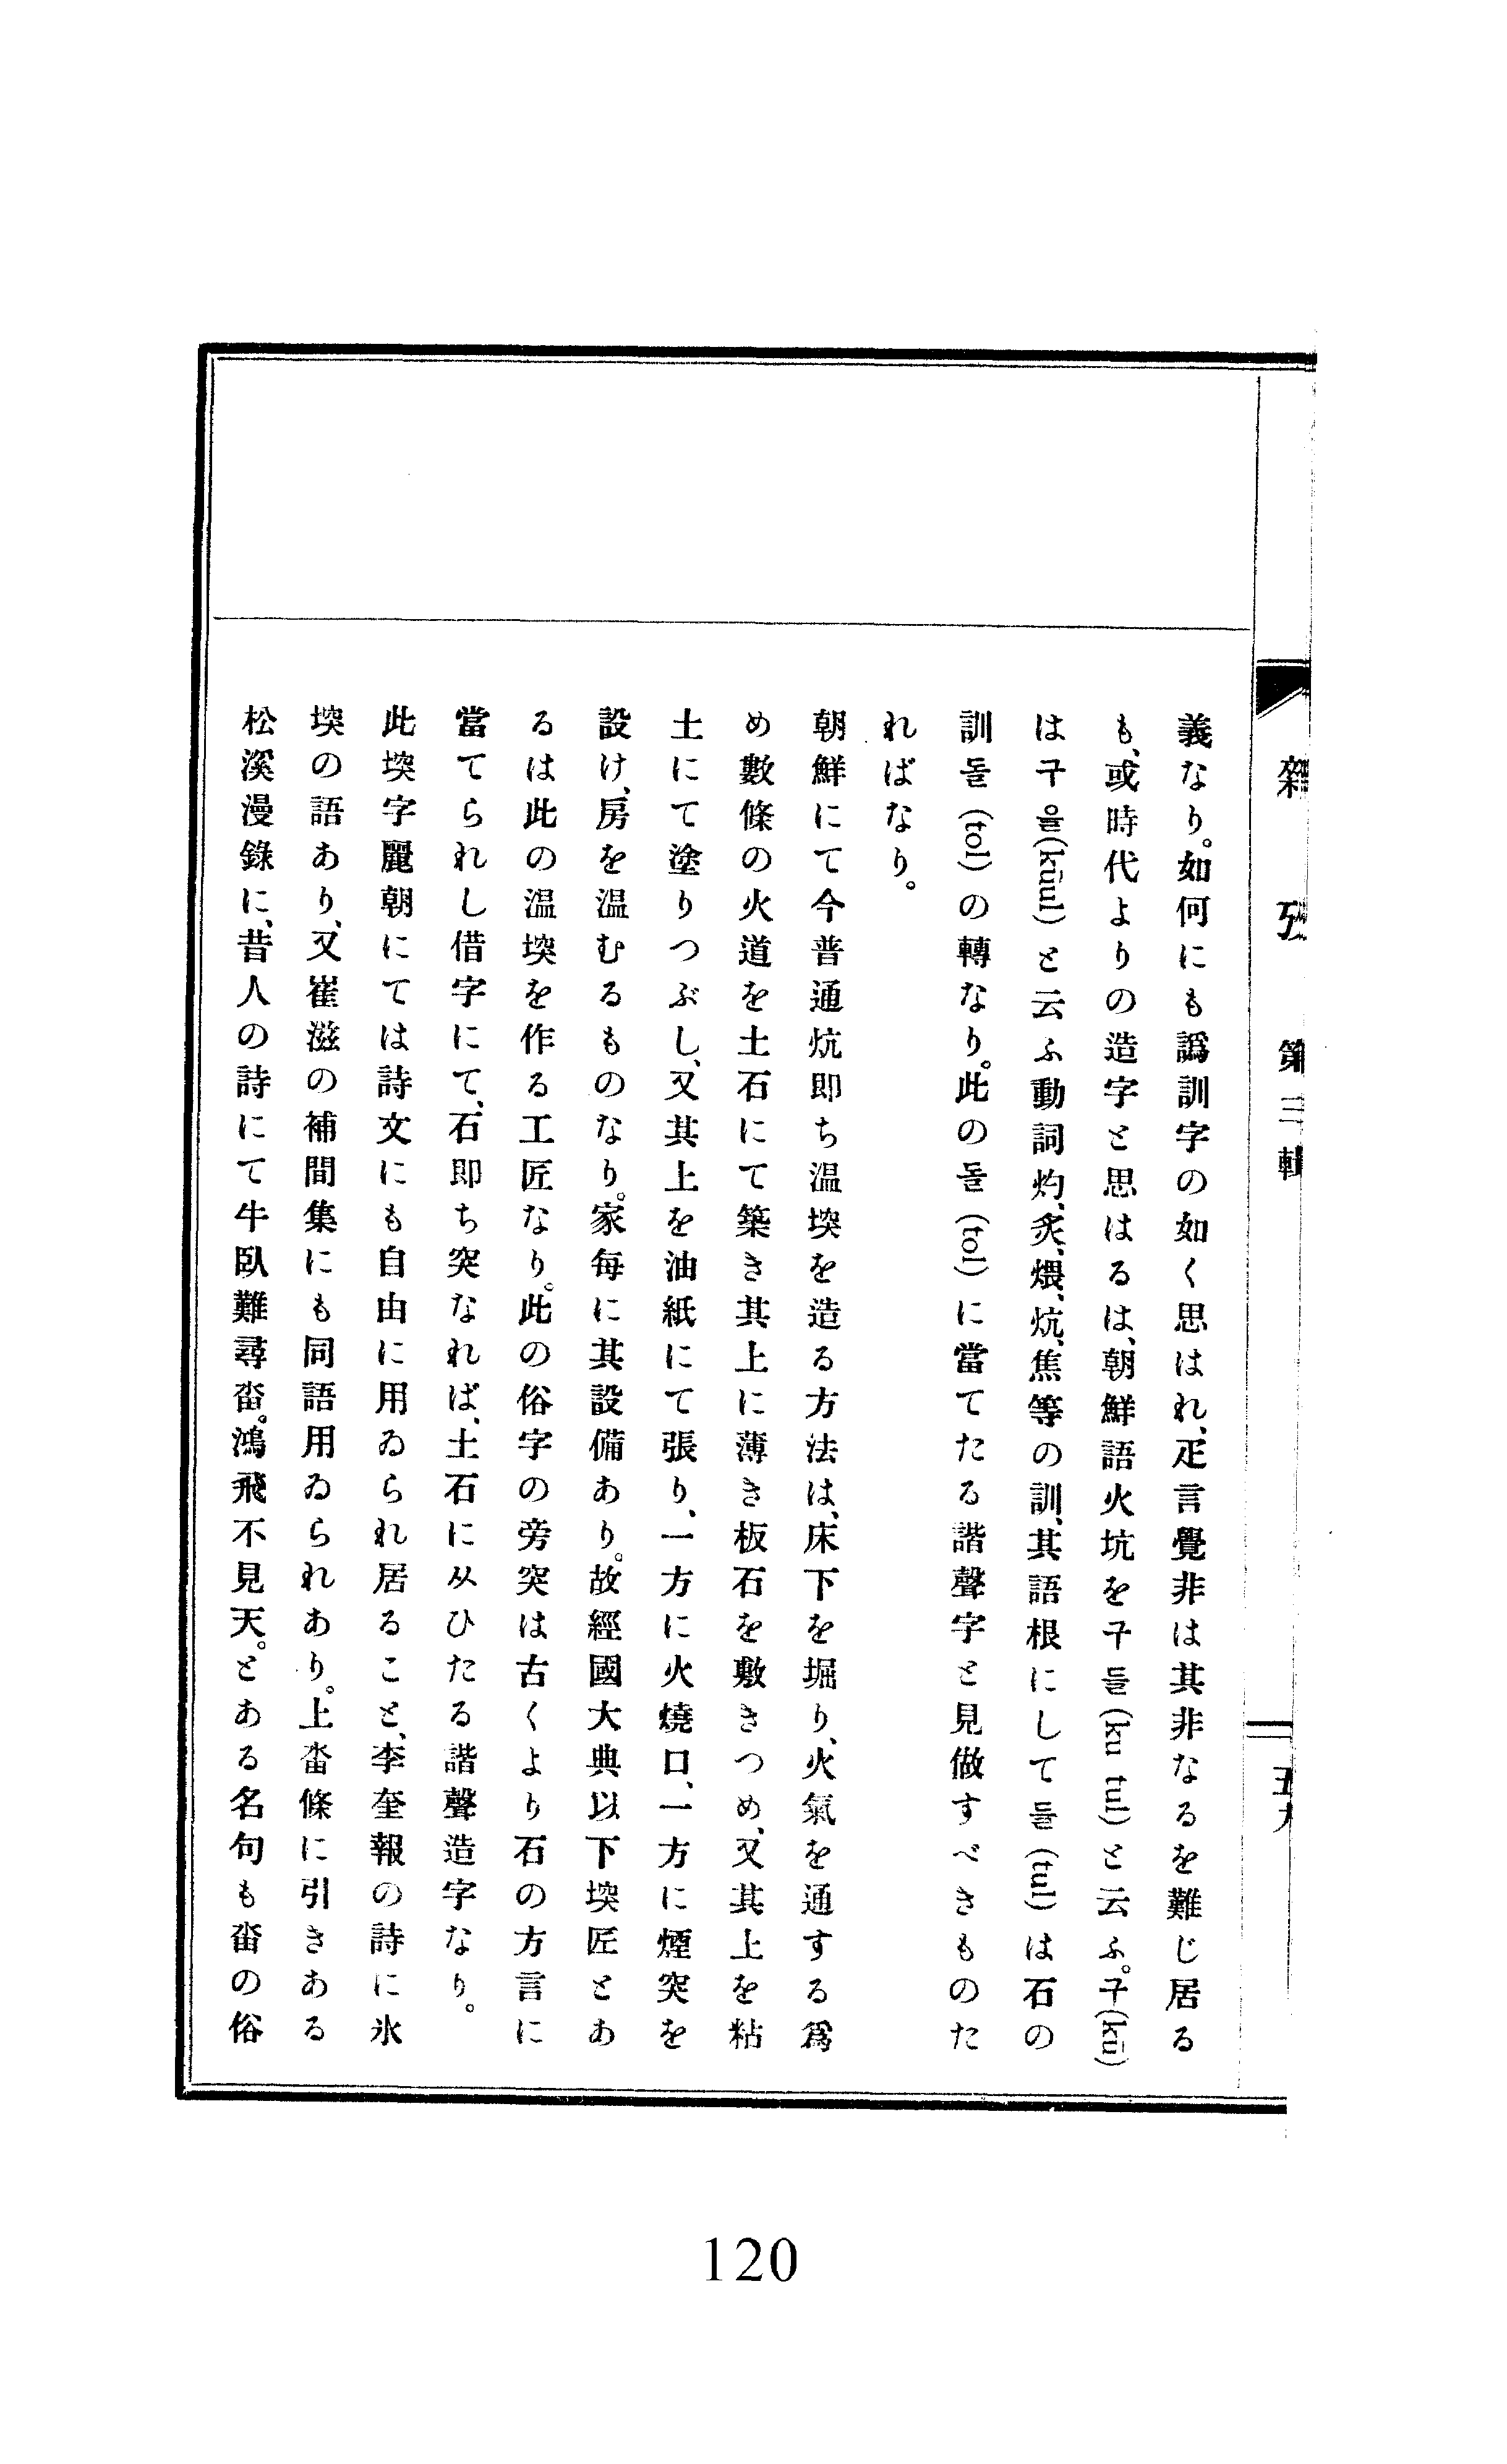 雜攷 第三輯 五九
義なり。如何にも譌訓字の如く思はれ、疋言覺非は其非なるを難じ居る
も、或時代よりの造字と思はるは、朝鮮語火坑を구들(ku tul)と云ふ。구(kū)
は구을(kūul)と云ふ動詞灼、炙、煨、炕、焦等の訓、其語根にして들(tul)は石の
訓돌(tol)の轉なり。此の돌(tol)に當てたる諧聲字と見做すべきものた
ればなり。
朝鮮にて今普通炕即ち溫堗を造る方法は、床下を堀り、火氣を通する爲
め數條の火道を土石にて築き其上に薄き板石を敷きつめ、又其上を粘
土にて塗りつぶし、又其上を油紙にて張り、一方に火燒口、一方に煙突を
設け、房を溫むるものなり。家每に其設備あり。故經國大典以下堗匠とあ
るは此の溫堗を作る工匠なり。此の俗字の旁突は古くより石の方言に
當てられし借字にて、石即ち突なれば、土石に从ひたる諧聲造字なり。
此堗字麗朝にては詩文にも自由に用ゐられ居ること、李奎報の詩に氷
堗の語あり、又崔滋の補閒集にも同語用ゐられあり。上畓條に引きある
松溪漫錄に、昔人の詩にて牛臥難尋畓。鴻飛不見天。とある名句も畓の俗
120